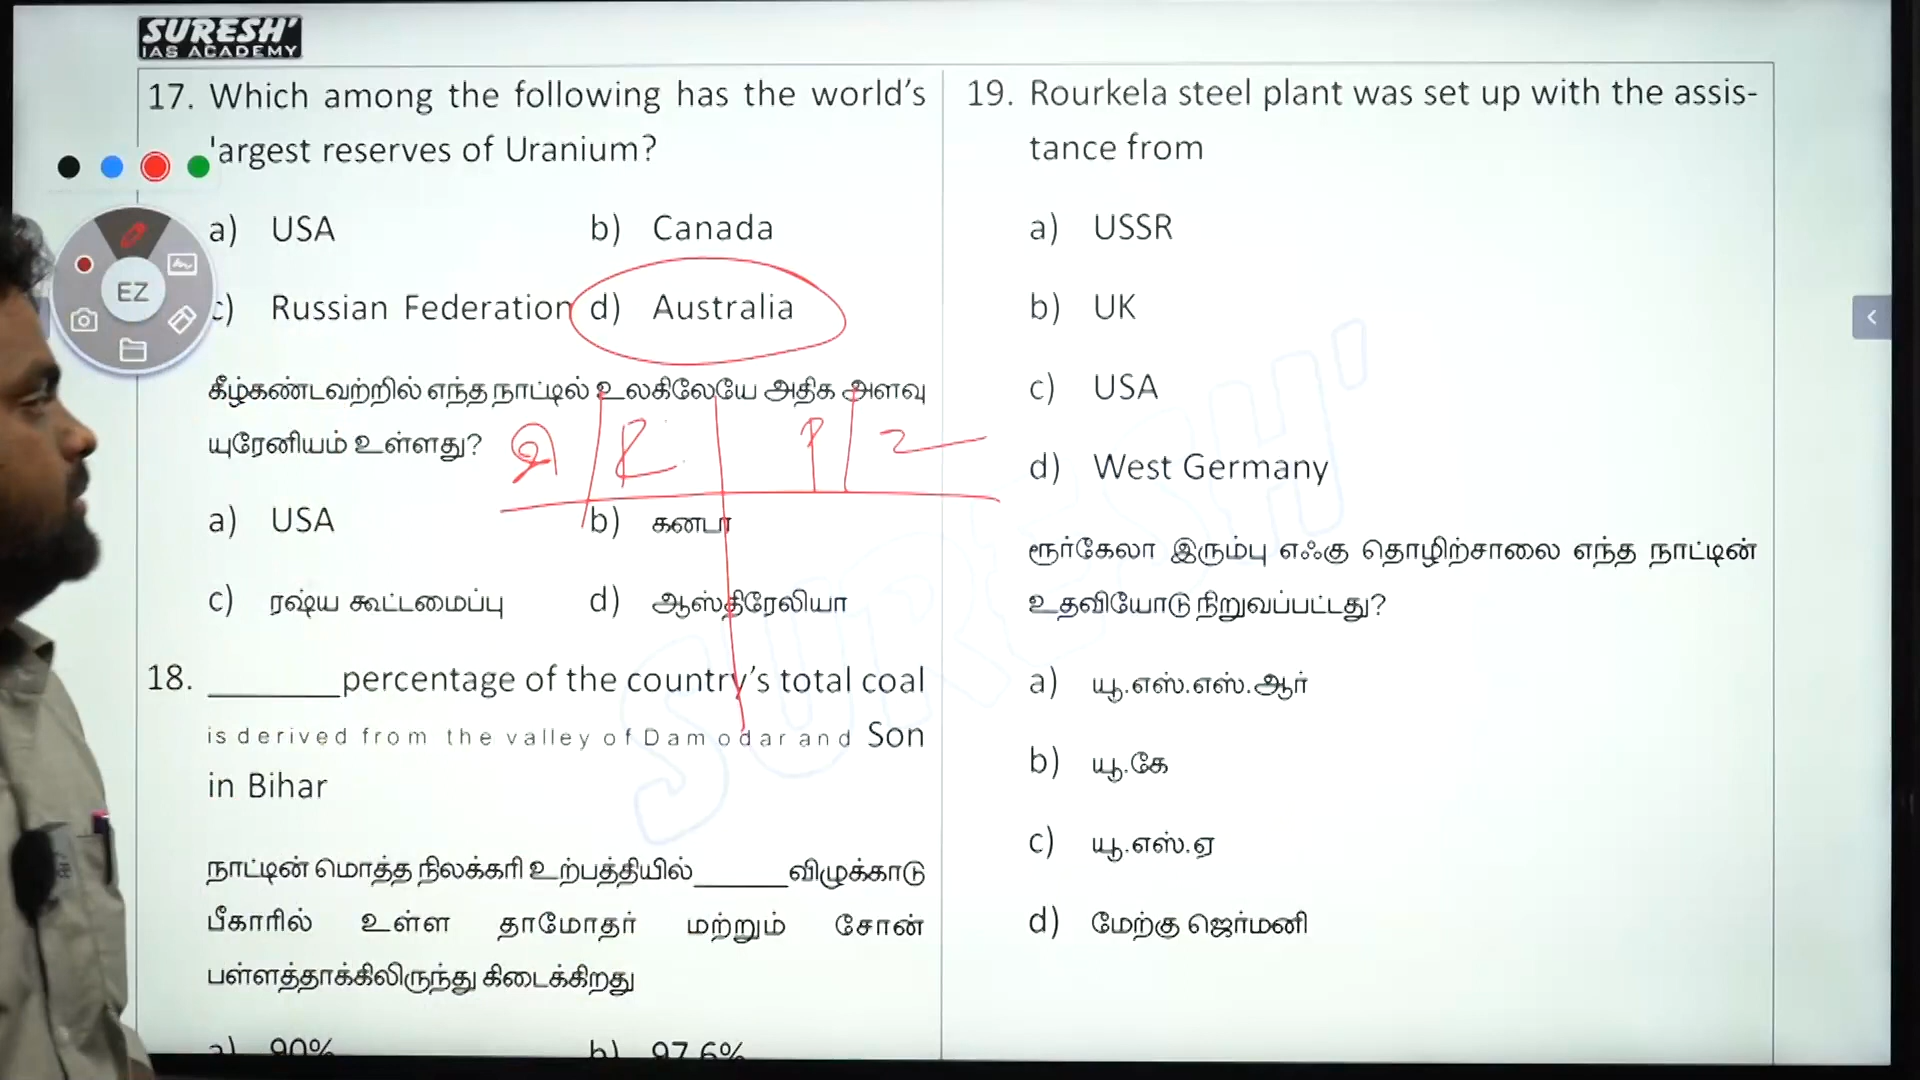 SURESH'
IAS ACADEMY
17. Which among the following has the world's
largest reserves of Uranium?
a) USA b) Canada
c) Russian Federation d) Australia
கீழ்கண்டவற்றில் எந்த நாட்டில் உலகிலேயே அதிக அளவு
யுரேனியம் உள்ளது?
a) USA b) கனடா
c) ரஷ்ய கூட்டமைப்பு d) ஆஸ்திரேலியா
18. ________percentage of the country's total coal
is derived from the valley of Damodar and Son
in Bihar
நாட்டின் மொத்த நிலக்கரி உற்பத்தியில்______விழுக்காடு
பீகாரில் உள்ள தாமோதர் மற்றும் சோன்
பள்ளத்தாக்கிலிருந்து கிடைக்கிறது
a) 90% b) 97.6%
19. Rourkela steel plant was set up with the assis-
tance from
a) USSR
b) UK
c) USA
d) West Germany
ரூர்கேலா இரும்பு எஃகு தொழிற்சாலை எந்த நாட்டின்
உதவியோடு நிறுவப்பட்டது?
a) யூ.எஸ்.எஸ்.ஆர்
b) யூ.கே
c) யூ.எஸ்.ஏ
d) மேற்கு ஜெர்மனி
EZ
SURESH'